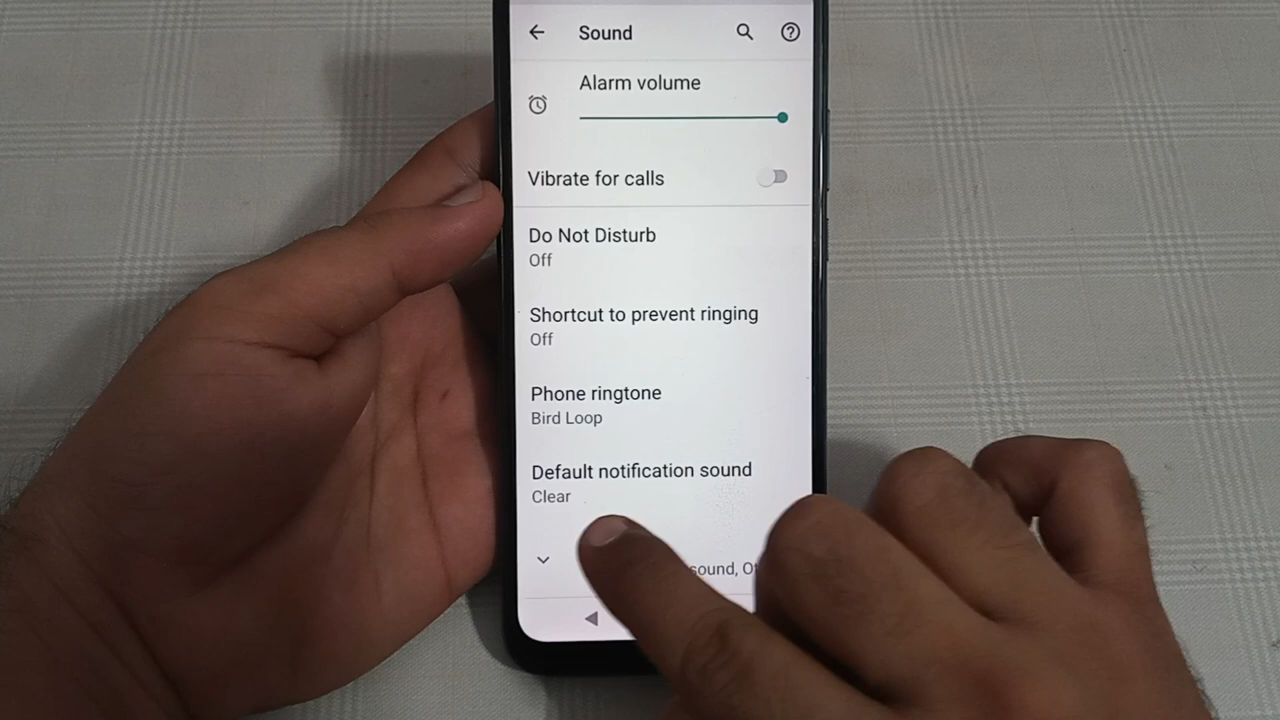 Sound
Alarm volume
Vibrate for calls
Do Not Disturb
Off
Shortcut to prevent ringing
Off
Phone ringtone
Bird Loop
Default notification sound
Clear
sound,